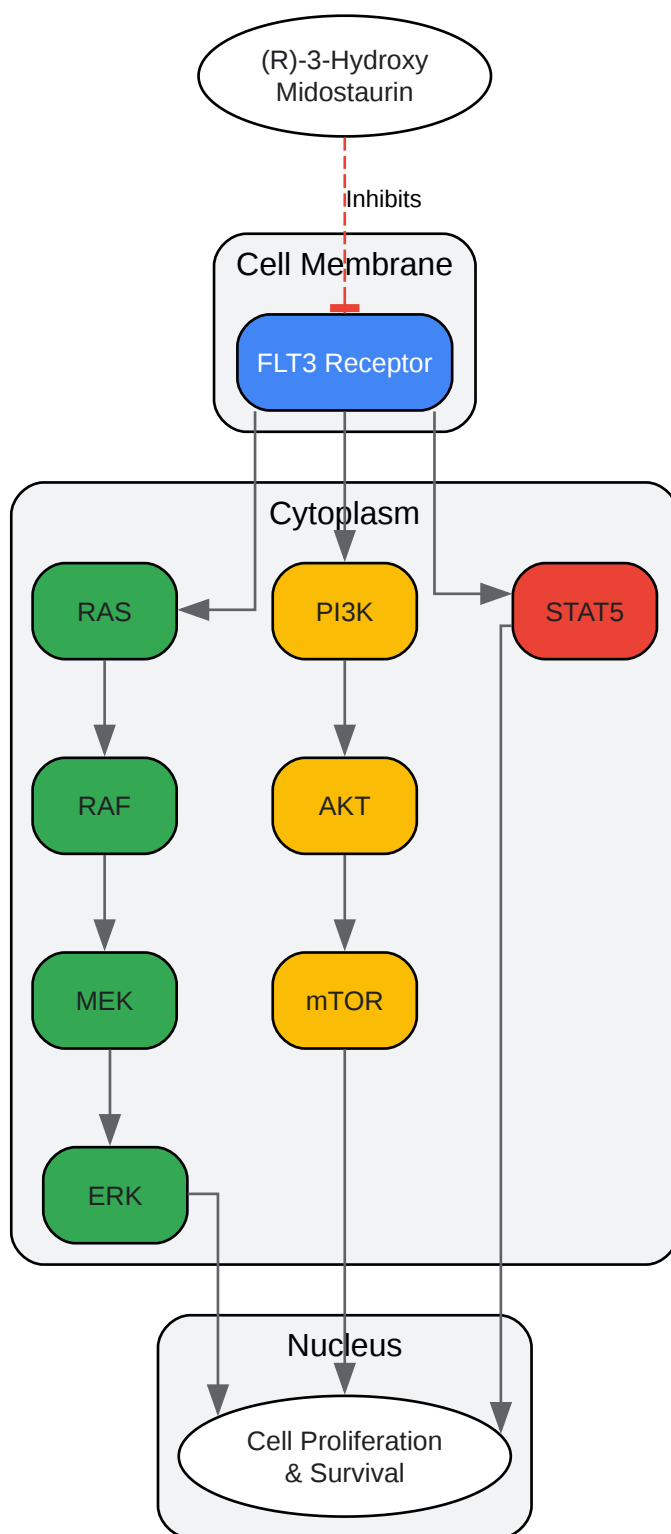 (R)-3-Hydroxy
Midostaurin
Inhibits
Cell Membrane
FLT3 Receptor
Cytoplasm
RAS
PI3K
STAT5
RAF
AKT
MEK
mTOR
ERK
Nucleus
Cell Proliferation
& Survival